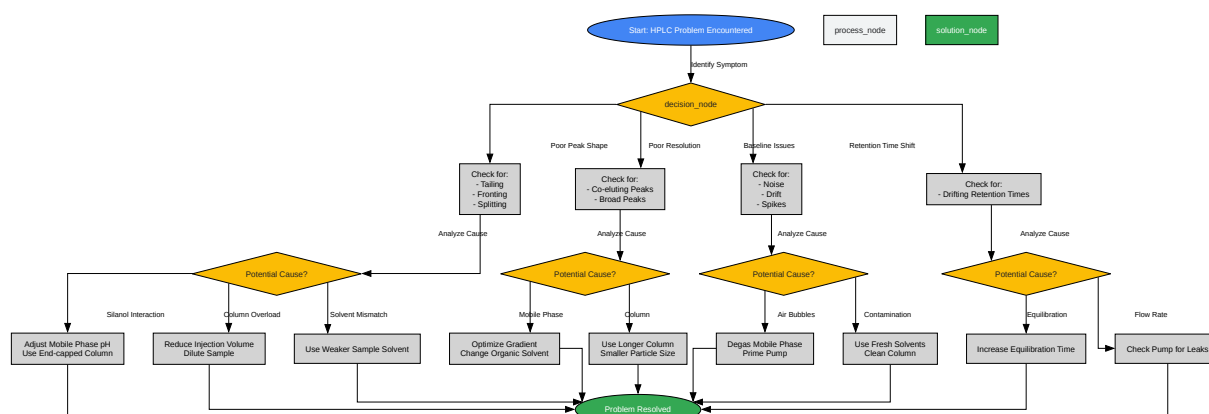 Start: HPLC Problem Encountered
process_node
solution_node
Identify Symptom
decision_node
Poor Peak Shape
Poor Resolution
Baseline Issues
Retention Time Shift
Check for:
- Tailing
- Fronting
- Splitting
Check for:
- Co-eluting Peaks
- Broad Peaks
Check for:
- Noise
- Drift
- Spikes
Check for:
- Drifting Retention Times
Analyze Cause
Analyze Cause
Analyze Cause
Analyze Cause
Potential Cause?
Potential Cause?
Potential Cause?
Potential Cause?
Silanol Interaction
Column Overload
Solvent Mismatch
Mobile Phase
Column
Air Bubbles
Contamination
Equilibration
Flow Rate
Adjust Mobile Phase pH
Use End-capped Column
Reduce Injection Volume
Dilute Sample
Use Weaker Sample Solvent
Optimize Gradient
Change Organic Solvent
Use Longer Column
Smaller Particle Size
Degas Mobile Phase
Prime Pump
Use Fresh Solvents
Clean Column
Increase Equilibration Time
Check Pump for Leaks
Problem Resolved